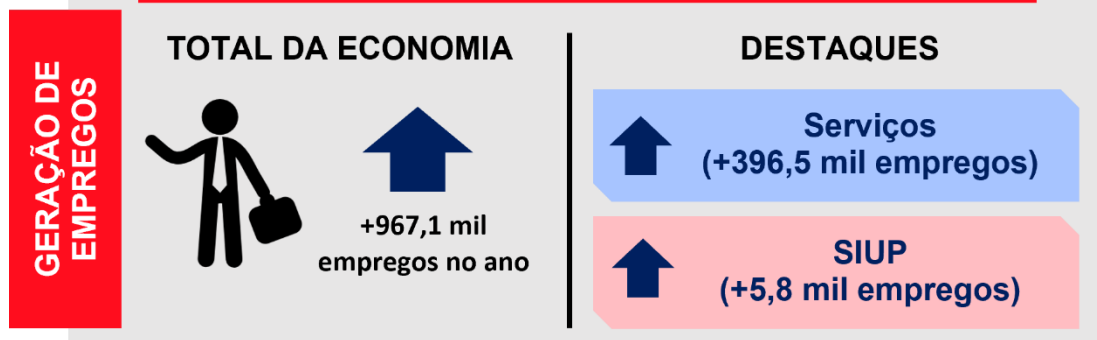 GERAÇÃO DE
EMPREGOS
TOTAL DA ECONOMIA
+967,1 mil
empregos no ano
DESTAQUES
Serviços
(+396,5 mil empregos)
SIUP
(+5,8 mil empregos)